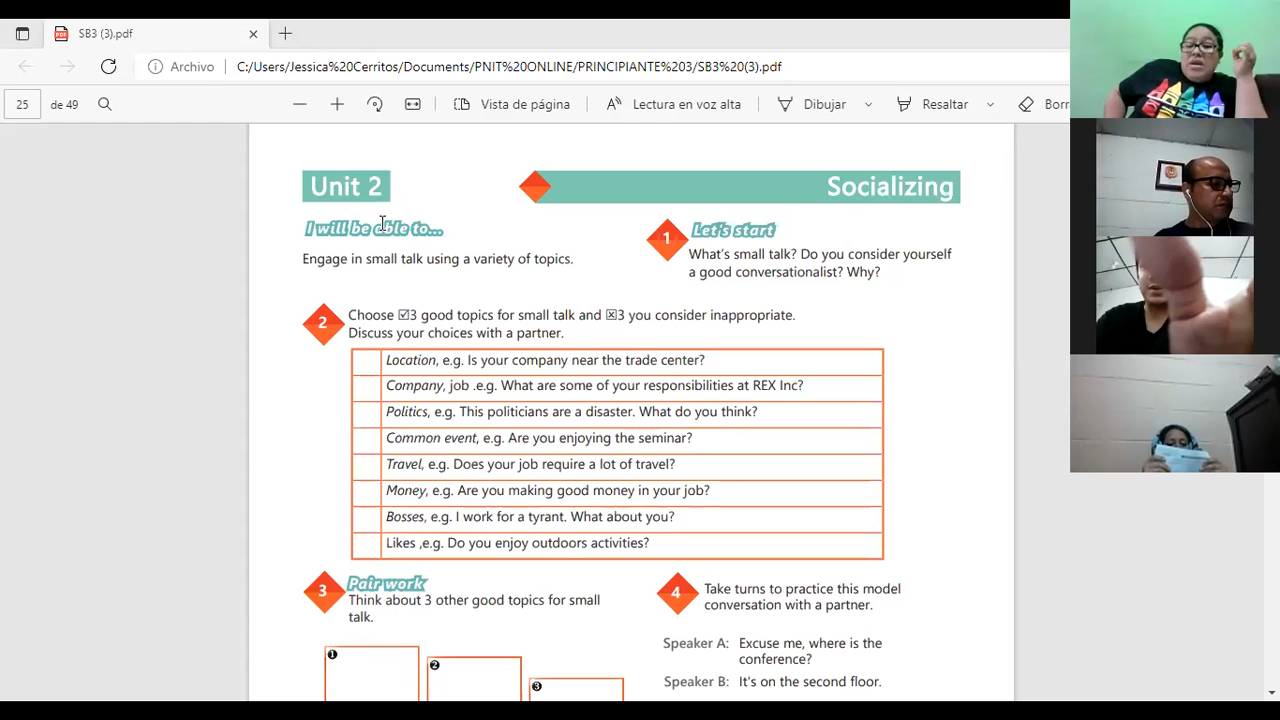 SB3 (3).pdf
Archivo
C:/Users/Jessica%20Cerritos/Documents/PNIT%20ONLINE/PRINCIPIANTE%203/SB3%20(3).pdf
25 de 49
Vista de página
Lectura en voz alta
Dibujar
Resaltar
Borra
Unit 2
Socializing
I will be able to...
Engage in small talk using a variety of topics.
1 Let's start
What's small talk? Do you consider yourself
a good conversationalist? Why?
2 Choose ☑3 good topics for small talk and ☒3 you consider inappropriate.
Discuss your choices with a partner.
Location, e.g. Is your company near the trade center?
Company, job .e.g. What are some of your responsibilities at REX Inc?
Politics, e.g. This politicians are a disaster. What do you think?
Common event, e.g. Are you enjoying the seminar?
Travel, e.g. Does your job require a lot of travel?
Money, e.g. Are you making good money in your job?
Bosses, e.g. I work for a tyrant. What about you?
Likes ,e.g. Do you enjoy outdoors activities?
3 Pair work
Think about 3 other good topics for small
talk.
❶
❷
❸
4 Take turns to practice this model
conversation with a partner.
Speaker A: Excuse me, where is the
conference?
Speaker B: It's on the second floor.